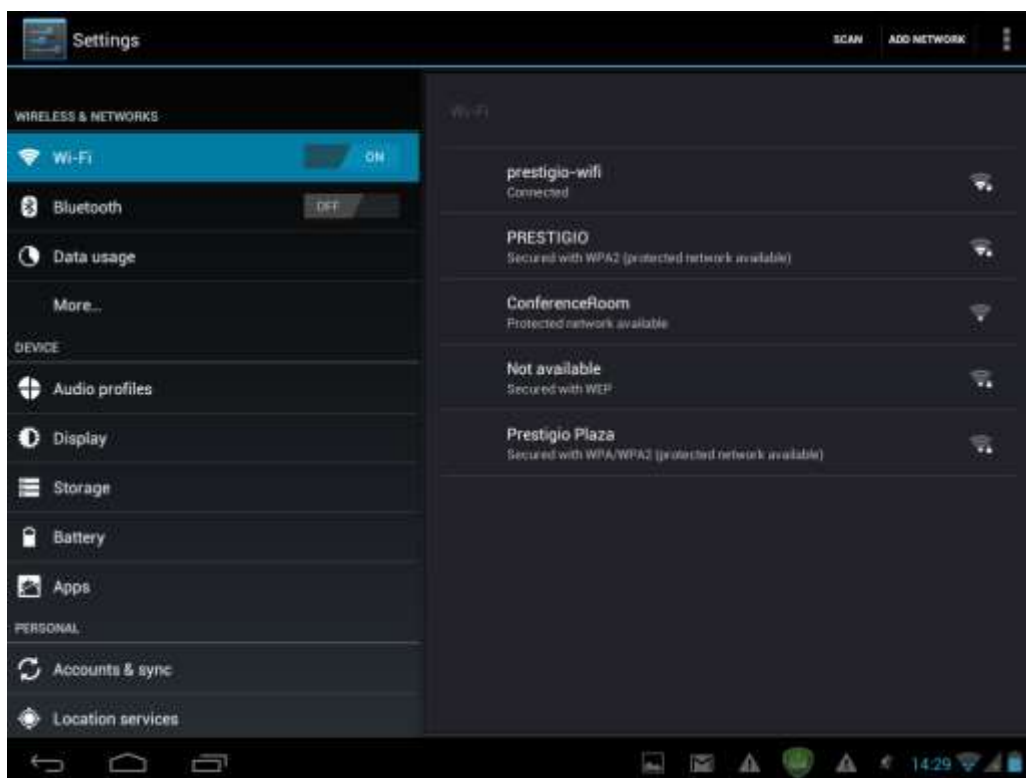 Settings
SCAN
ADD NETWORK
WIRELESS & NETWORKS
Wi-Fi
ON
Bluetooth
OFF
Data usage
More...
DEVICE
Audio profiles
Display
Storage
Battery
Apps
PERSONAL
Accounts & sync
Location services
Wi-Fi
prestigio-wifi
Connected
PRESTIGIO
Secured with WPA2 (protected network available)
ConferenceRoom
Protected network available
Not available
Secured with WEP
Prestigio Plaza
Secured with WPA/WPA2 (protected network available)
14:29